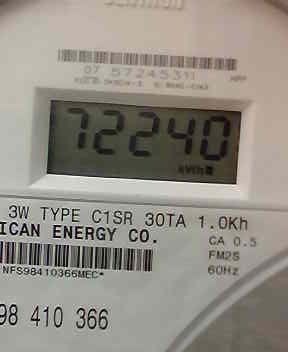 07 57245311
72240
kWh
3W TYPE C1SR 30TA 1.0Kh
ICAN ENERGY CO.
CA 0.5
FM2S
NFS98410366MEC*
60Hz
98 410 366